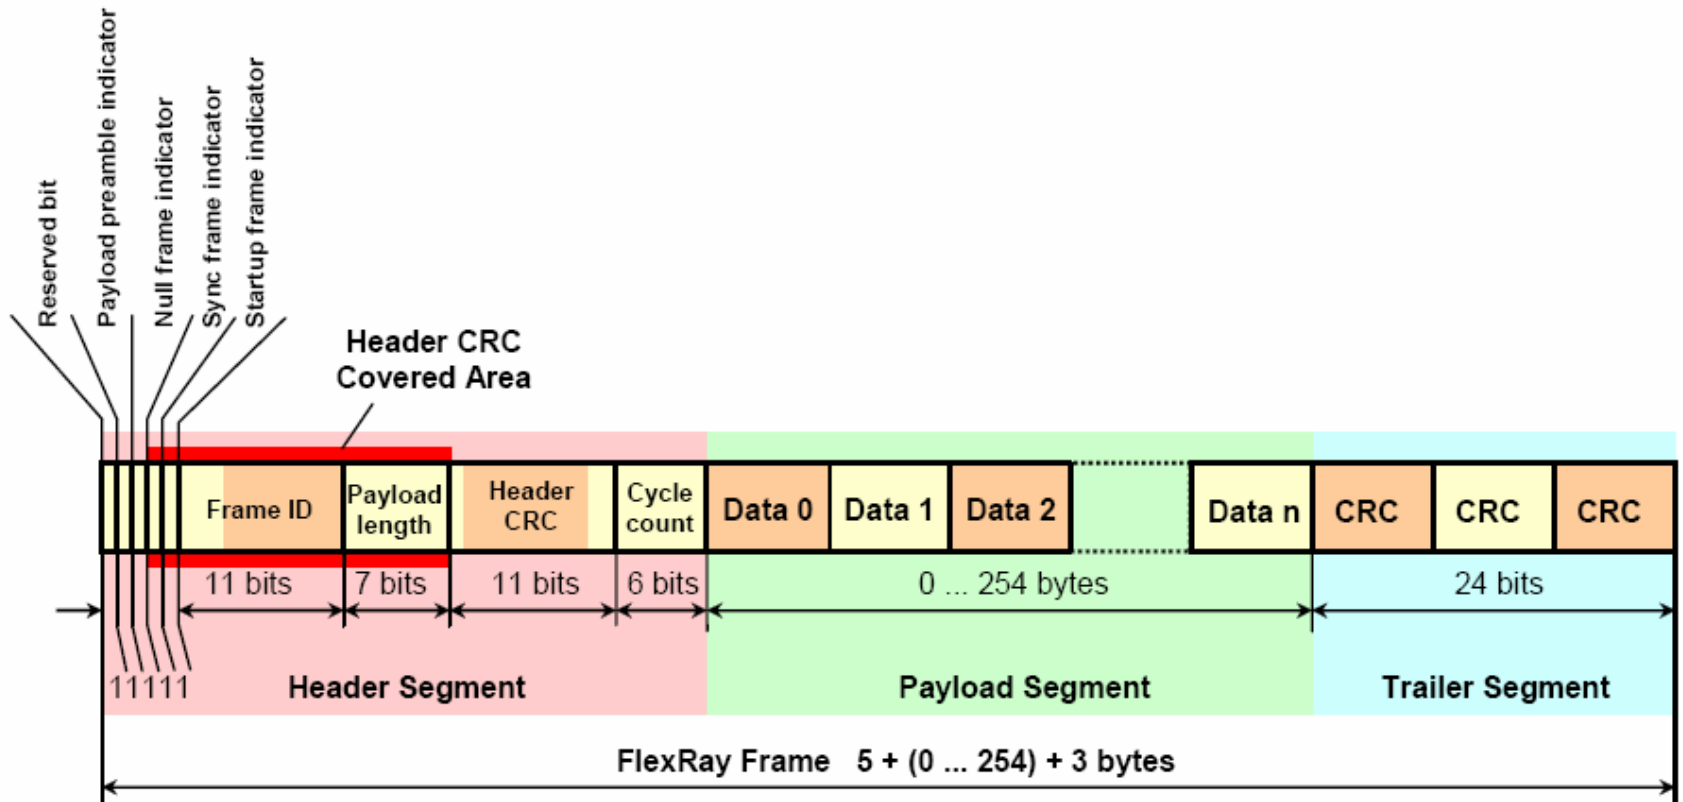 Reserved bit
Payload preamble indicator
Null frame indicator
Sync frame indicator
Startup frame indicator
Header CRC
Covered Area
Frame ID
Payload
length
Header
CRC
Cycle
count
Data 0
Data 1
Data 2
Data n
CRC
CRC
CRC
11 bits
7 bits
11 bits
6 bits
0 ... 254 bytes
24 bits
11111
Header Segment
Payload Segment
Trailer Segment
FlexRay Frame 5 + (0 ... 254) + 3 bytes